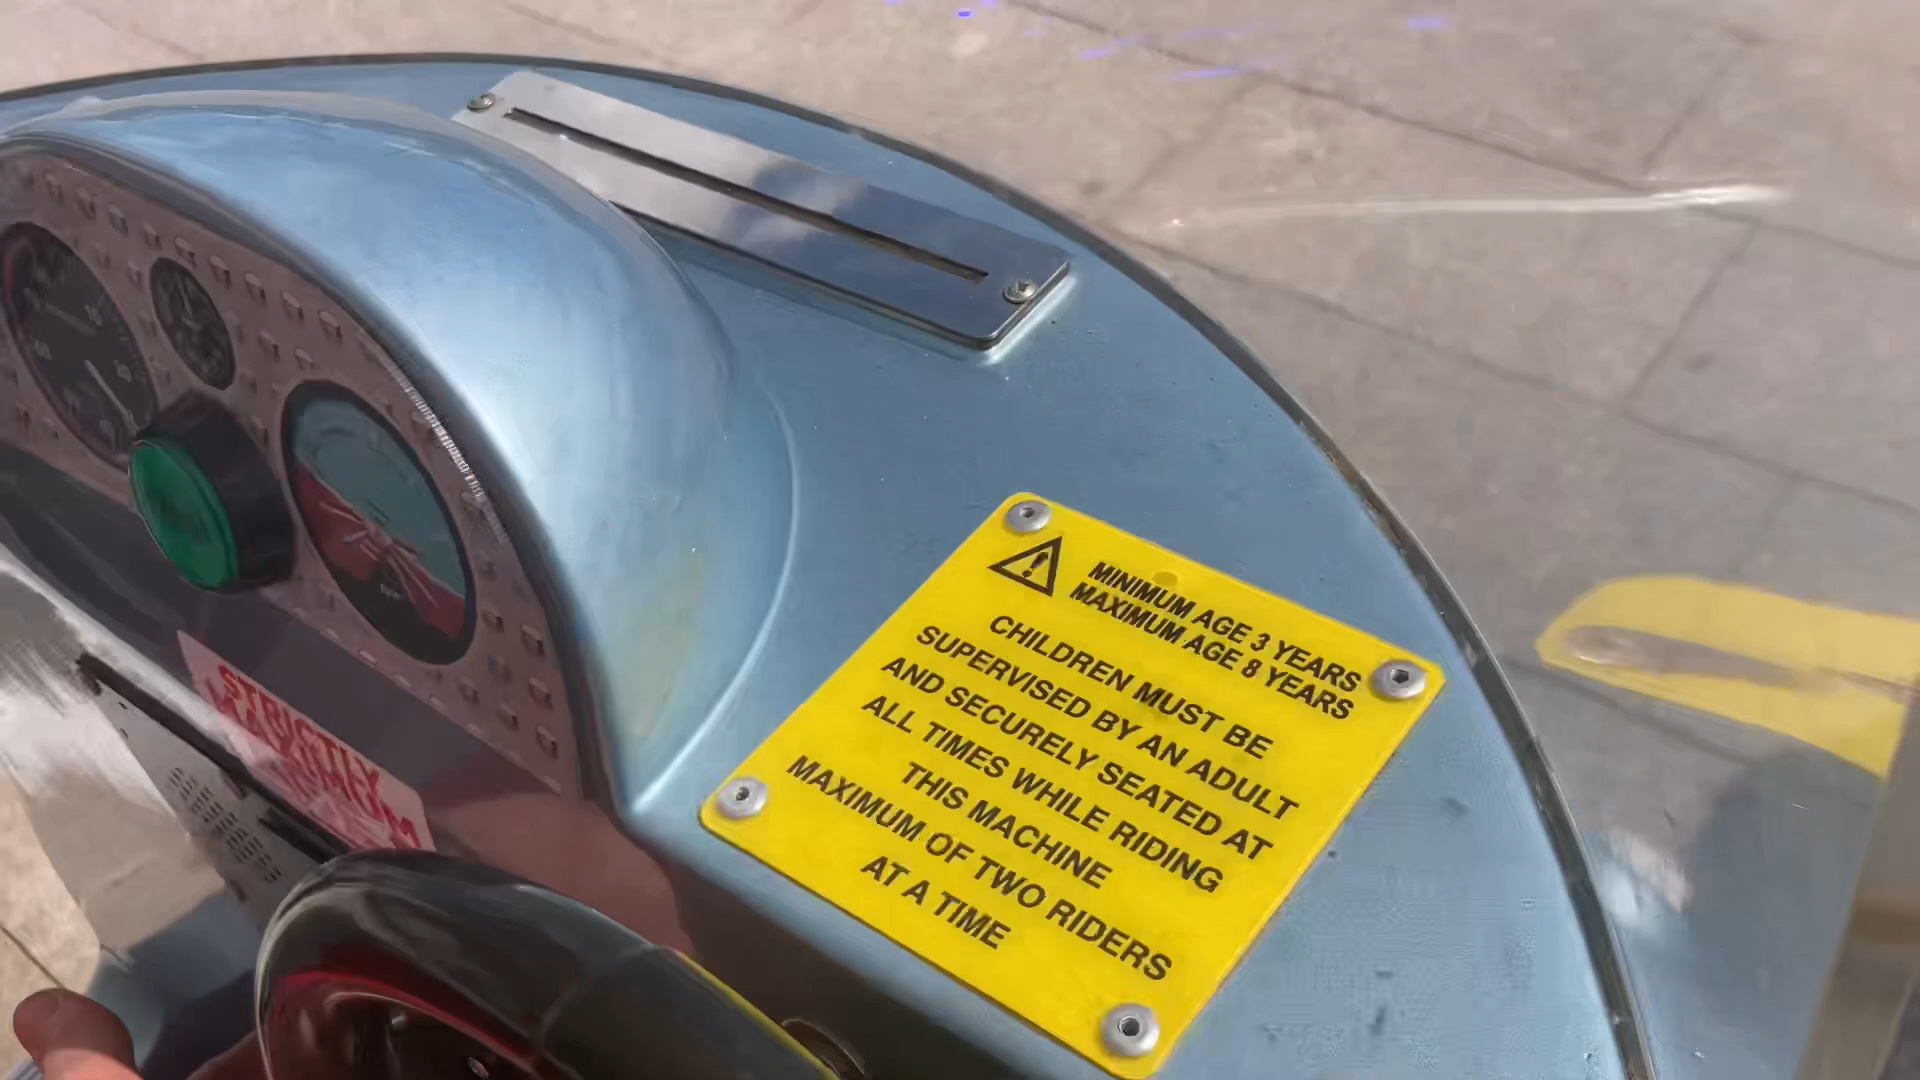 MINIMUM AGE 3 YEARS
MAXIMUM AGE 8 YEARS
CHILDREN MUST BE
SUPERVISED BY AN ADULT
AND SECURELY SEATED AT
ALL TIMES WHILE RIDING
THIS MACHINE
MAXIMUM OF TWO RIDERS
AT A TIME
STRICTLY